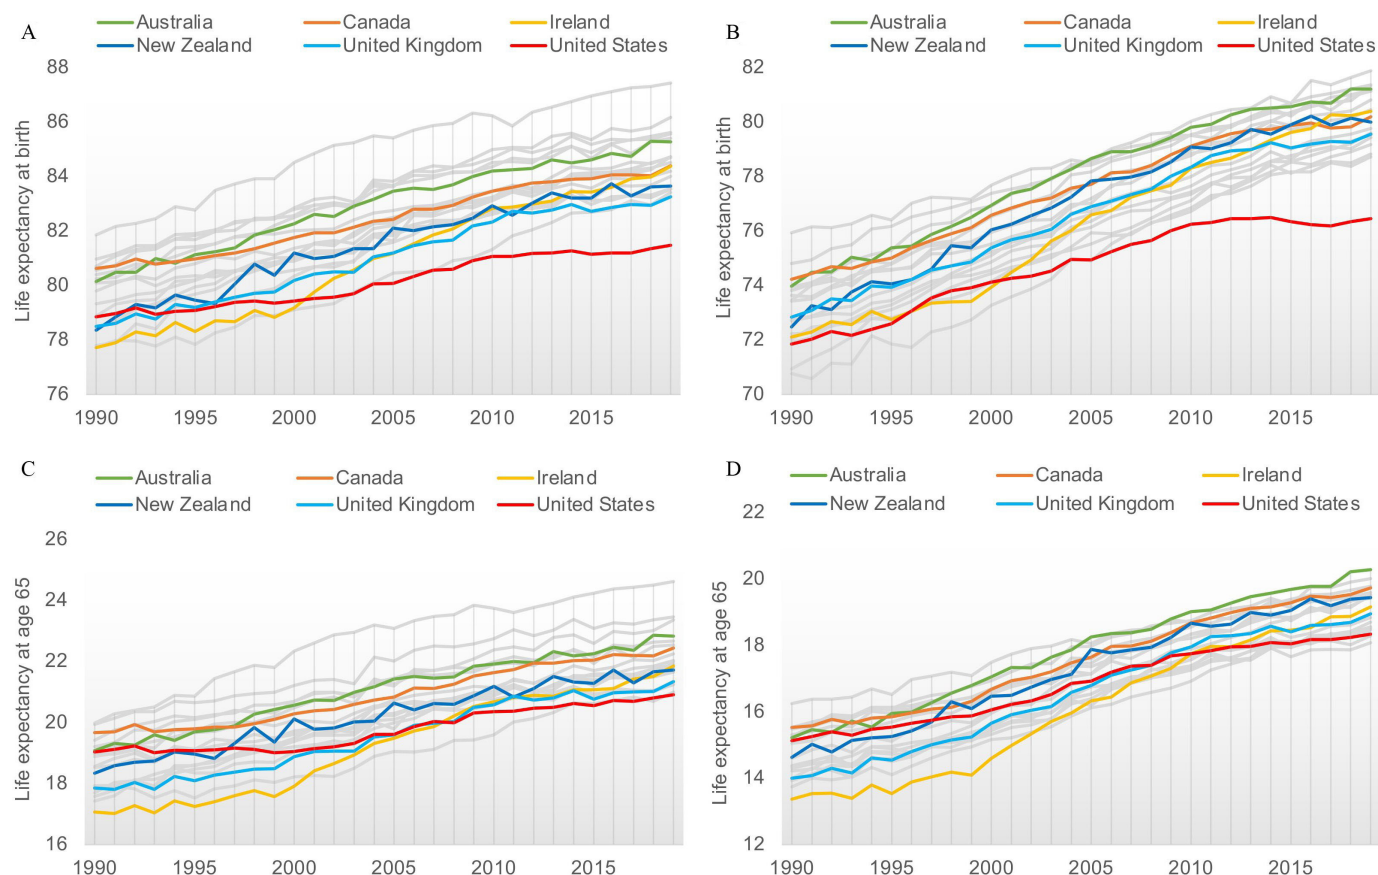 A
Australia Canada Ireland
New Zealand United Kingdom United States
Life expectancy at birth
88
86
84
82
80
78
76
1990 1995 2000 2005 2010 2015
B
Australia Canada Ireland
New Zealand United Kingdom United States
Life expectancy at birth
82
80
78
76
74
72
70
1990 1995 2000 2005 2010 2015
C
Australia Canada Ireland
New Zealand United Kingdom United States
Life expectancy at age 65
26
24
22
20
18
16
1990 1995 2000 2005 2010 2015
D
Australia Canada Ireland
New Zealand United Kingdom United States
Life expectancy at age 65
22
20
18
16
14
12
1990 1995 2000 2005 2010 2015